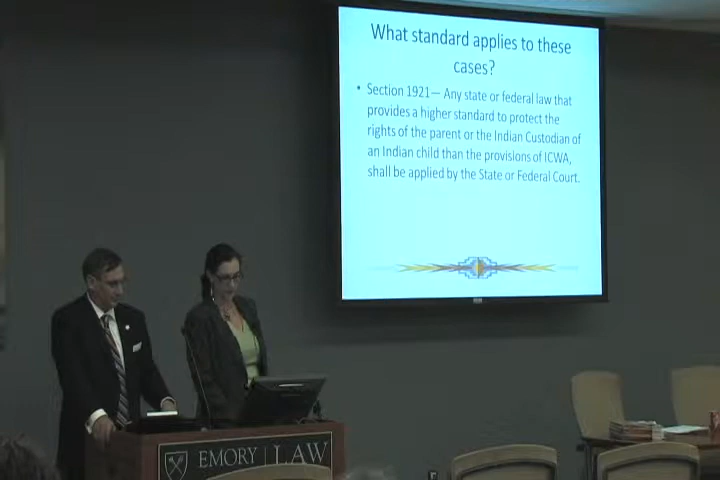 What standard applies to these
cases?
• Section 1921— Any state or federal law that
provides a higher standard to protect the
rights of the parent or the Indian Custodian of
an Indian child than the provisions of ICWA,
shall be applied by the State or Federal Court.
EMORY | LAW